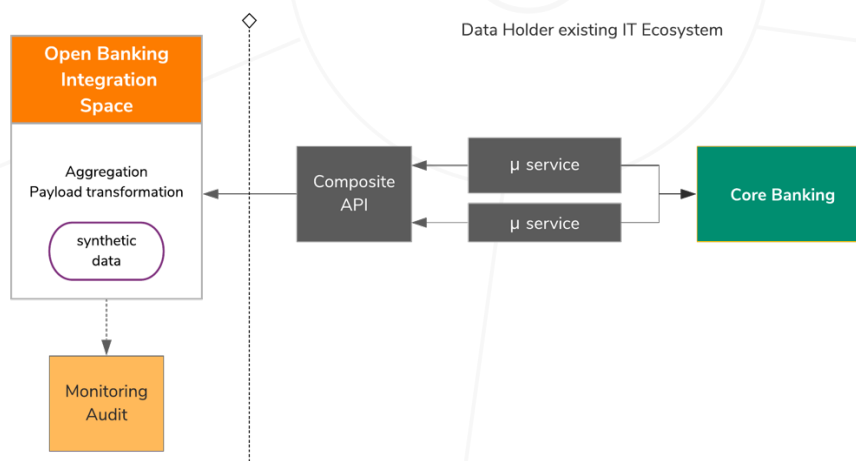 Data Holder existing IT Ecosystem
Open Banking
Integration
Space
Aggregation
Payload transformation
synthetic
data
Monitoring
Audit
Composite
API
µ service
µ service
Core Banking